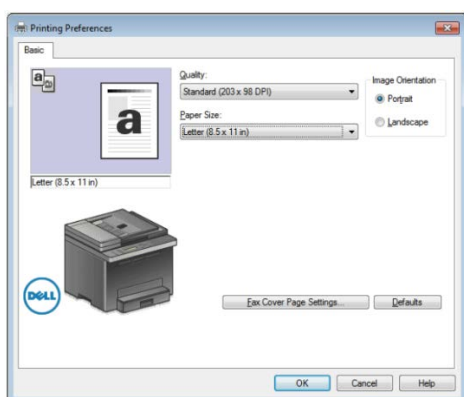 Printing Preferences
Basic
a
a
a
Letter (8.5 x 11 in)
DELL
Quality:
Standard (203 x 98 DPI)
Paper Size:
Letter (8.5 x 11 in)
Image Orientation
Portrait
Landscape
Fax Cover Page Settings...
Defaults
OK
Cancel
Help